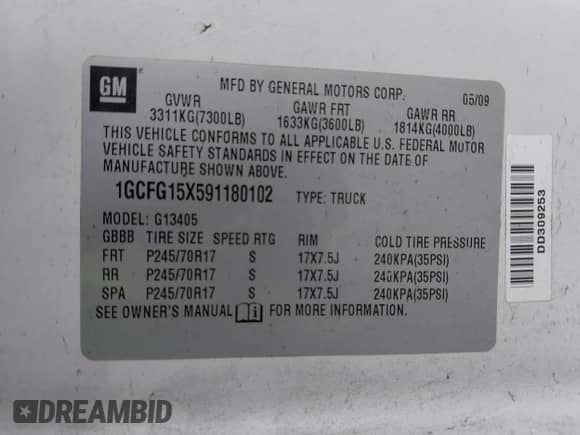 GM
MFD BY GENERAL MOTORS CORP. 05/09
GVWR GAWR FRT GAWR RR
3311KG(7300LB) 1633KG(3600LB) 1814KG(4000LB)
THIS VEHICLE CONFORMS TO ALL APPLICABLE U.S. FEDERAL MOTOR
VEHICLE SAFETY STANDARDS IN EFFECT ON THE DATE OF
MANUFACTURE SHOWN ABOVE.
1GCFG15X591180102 TYPE: TRUCK
MODEL: G13405
GBBB TIRE SIZE SPEED RTG RIM COLD TIRE PRESSURE
FRT P245/70R17 S 17X7.5J 240KPA(35PSI)
RR P245/70R17 S 17X7.5J 240KPA(35PSI)
SPA P245/70R17 S 17X7.5J 240KPA(35PSI)
SEE OWNER'S MANUAL FOR MORE INFORMATION.
DD309253
DREAMBID